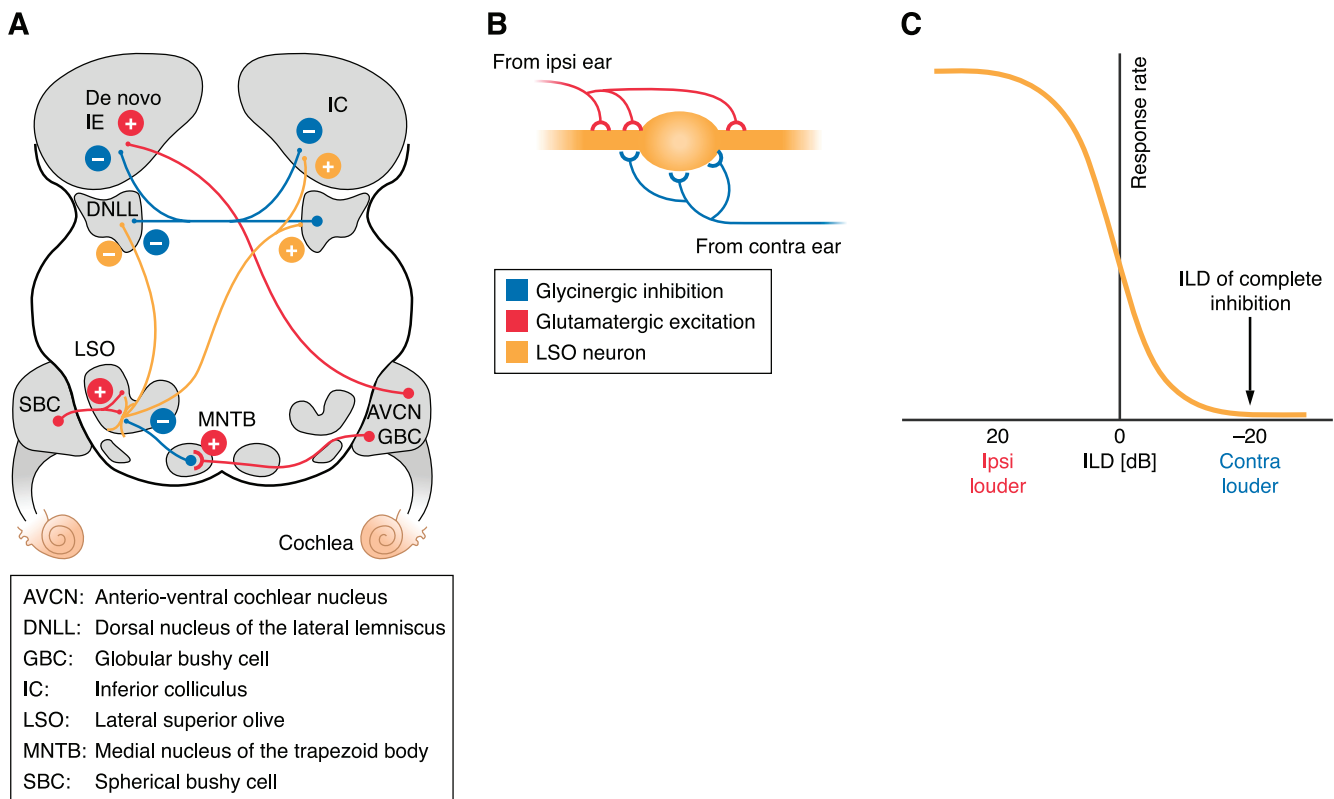 A
De novo
IE
+
−
IC
−
+
DNLL
−
−
+
LSO
+
SBC
−
MNTB
+
AVCN
GBC
Cochlea
AVCN: Anterio-ventral cochlear nucleus
DNLL: Dorsal nucleus of the lateral lemniscus
GBC: Globular bushy cell
IC: Inferior colliculus
LSO: Lateral superior olive
MNTB: Medial nucleus of the trapezoid body
SBC: Spherical bushy cell
B
From ipsi ear
From contra ear
Glycinergic inhibition
Glutamatergic excitation
LSO neuron
C
Response rate
ILD of complete
inhibition
20
0
−20
Ipsi
louder
ILD [dB]
Contra
louder